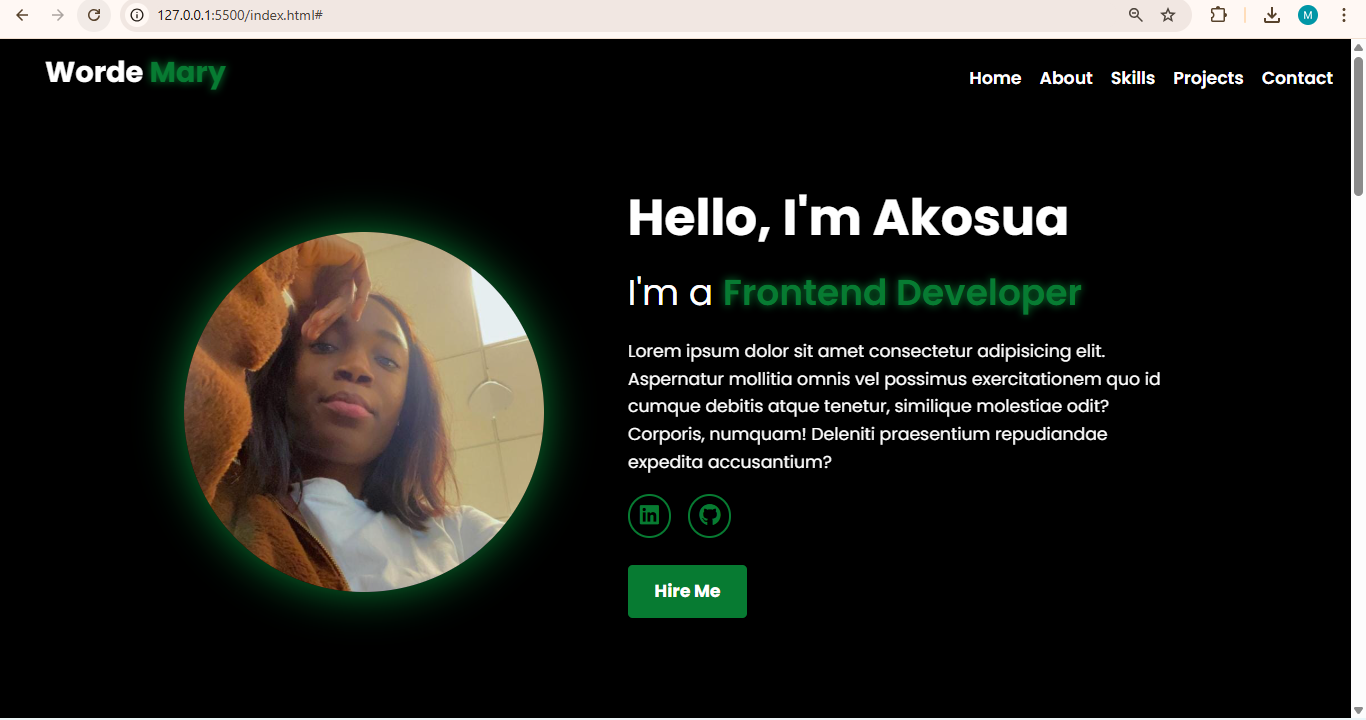 127.0.0.1:5500/index.html#
M
Worde Mary
Home About Skills Projects Contact
Hello, I'm Akosua
I'm a Frontend Developer
Lorem ipsum dolor sit amet consectetur adipisicing elit.
Aspernatur mollitia omnis vel possimus exercitationem quo id
cumque debitis atque tenetur, similique molestiae odit?
Corporis, numquam! Deleniti praesentium repudiandae
expedita accusantium?
in
Hire Me